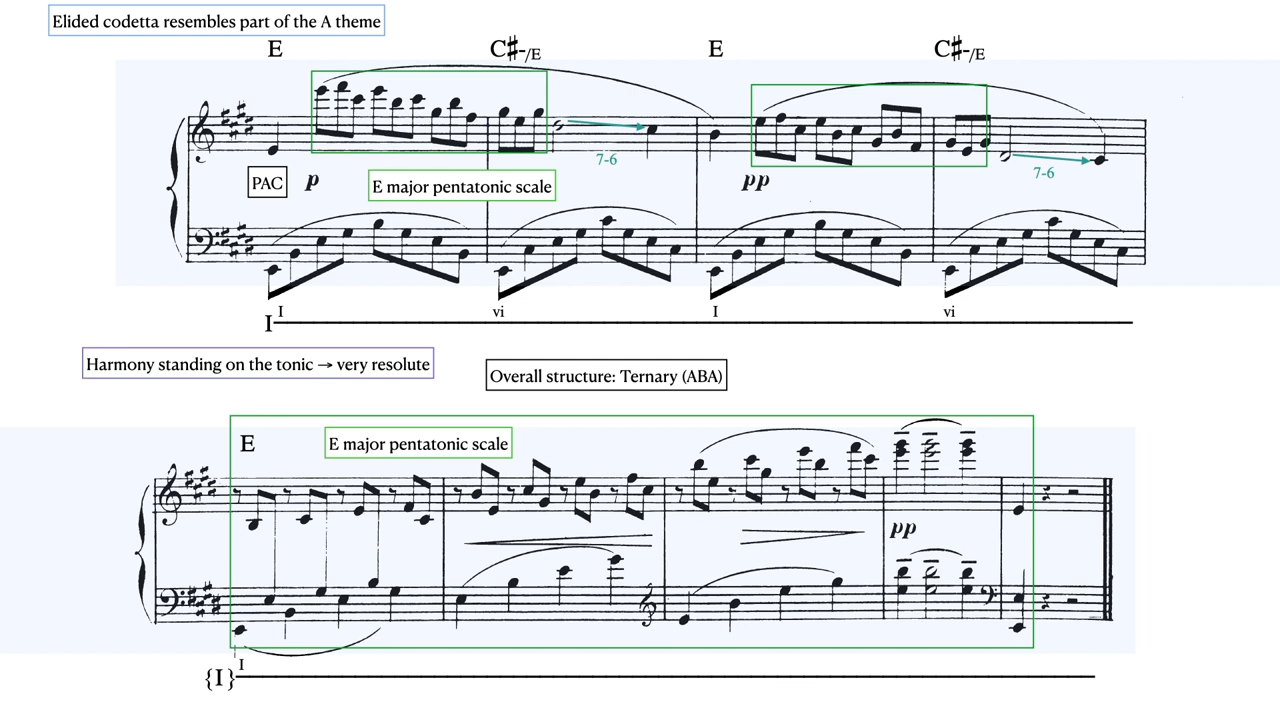 Elided codetta resembles part of the A theme
E C♯-/E E C♯-/E
7-6 7-6
PAC p E major pentatonic scale pp
I vi I vi
I
Harmony standing on the tonic → very resolute
Overall structure: Ternary (ABA)
E E major pentatonic scale
pp
I
{I}